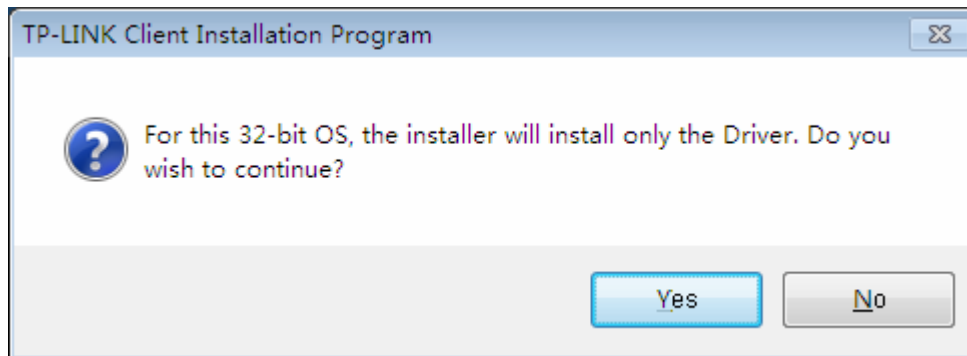 TP-LINK Client Installation Program
For this 32-bit OS, the installer will install only the Driver. Do you
wish to continue?
Yes
No